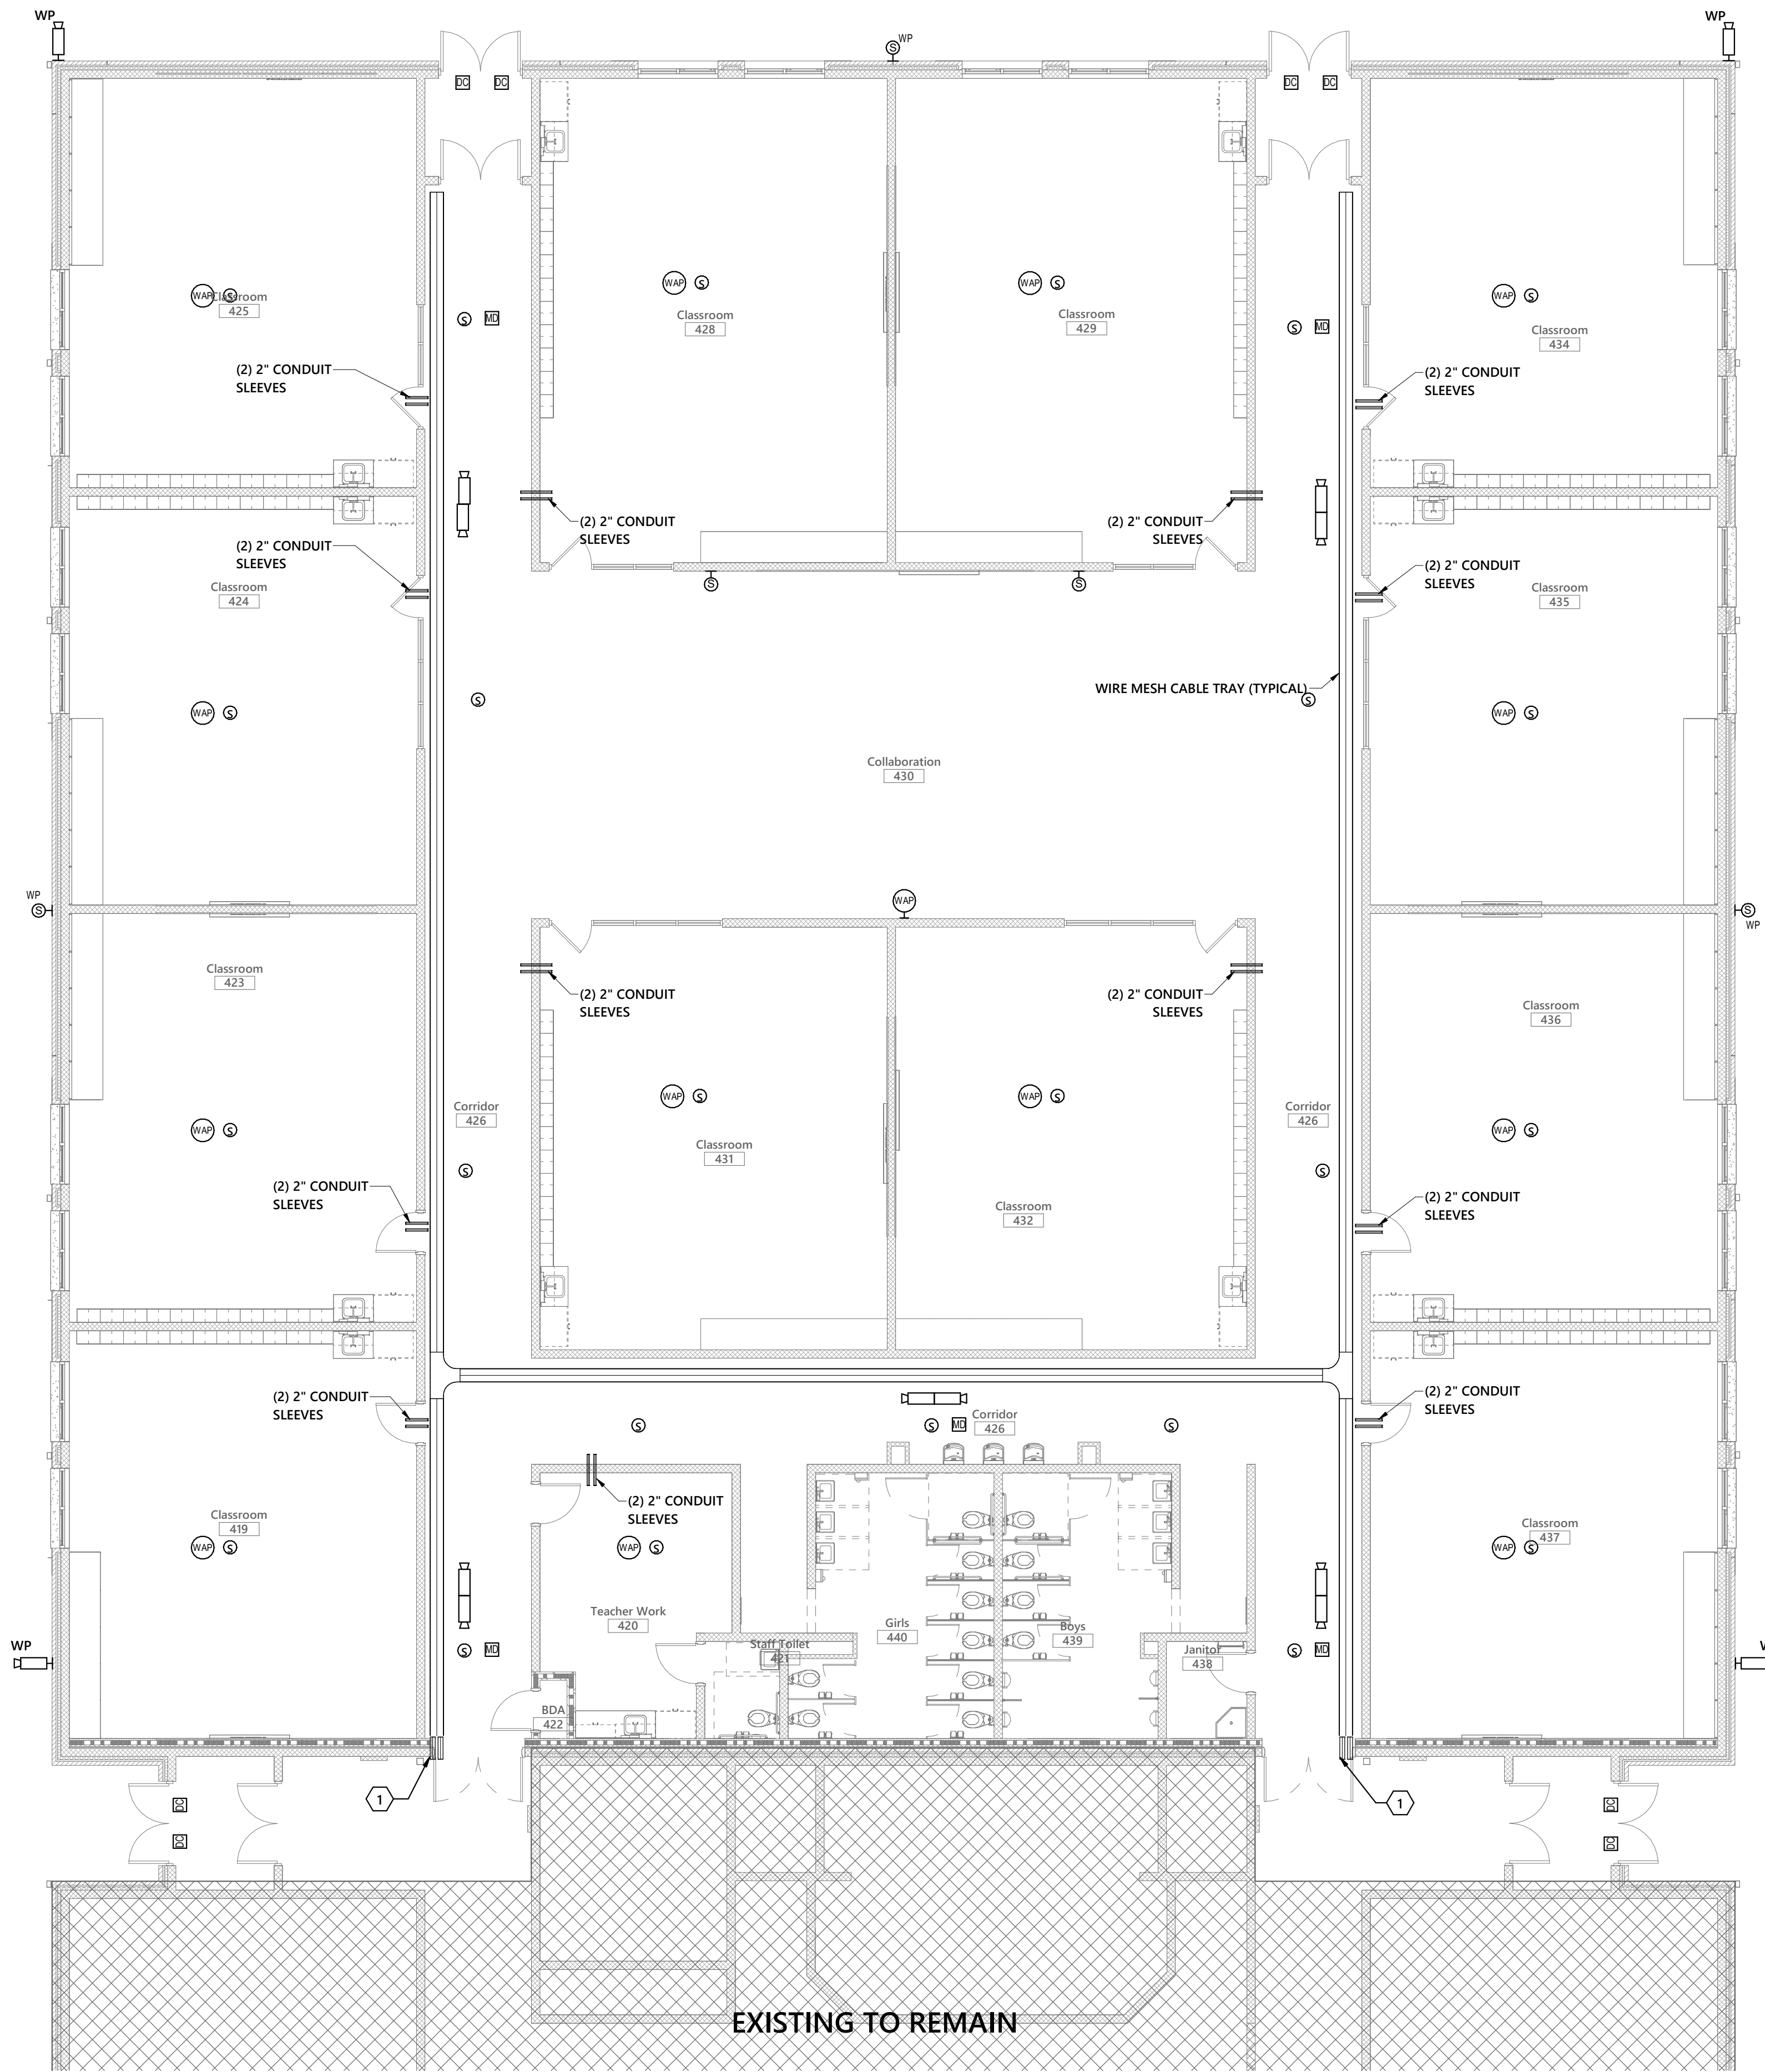 WP
WP
S WP
DC
DC
DC
DC
WAP
S
Classroom
425
WAP
S
WAP
S
WAP
S
Classroom
428
Classroom
429
Classroom
434
S
MD
S
MD
(2) 2" CONDUIT
SLEEVES
(2) 2" CONDUIT
SLEEVES
(2) 2" CONDUIT
SLEEVES
(2) 2" CONDUIT
SLEEVES
(2) 2" CONDUIT
SLEEVES
(2) 2" CONDUIT
SLEEVES
Classroom
424
Classroom
435
S
S
WIRE MESH CABLE TRAY (TYPICAL)
S
S
WAP
S
WAP
S
Collaboration
430
WP
S
WAP
S
WP
Classroom
423
(2) 2" CONDUIT
SLEEVES
(2) 2" CONDUIT
SLEEVES
Classroom
436
WAP
S
WAP
S
WAP
S
WAP
S
Corridor
426
Classroom
431
Corridor
426
S
S
(2) 2" CONDUIT
SLEEVES
Classroom
432
(2) 2" CONDUIT
SLEEVES
(2) 2" CONDUIT
SLEEVES
(2) 2" CONDUIT
SLEEVES
S
S
MD
Corridor
426
S
(2) 2" CONDUIT
SLEEVES
Classroom
419
WAP
S
WAP
S
Classroom
437
WAP
S
Teacher Work
420
Staff Toilet
421
Girls
440
Boys
439
Janitor
438
WP
S
MD
S
MD
BDA
422
1
1
DC
DC
DC
DC
EXISTING TO REMAIN